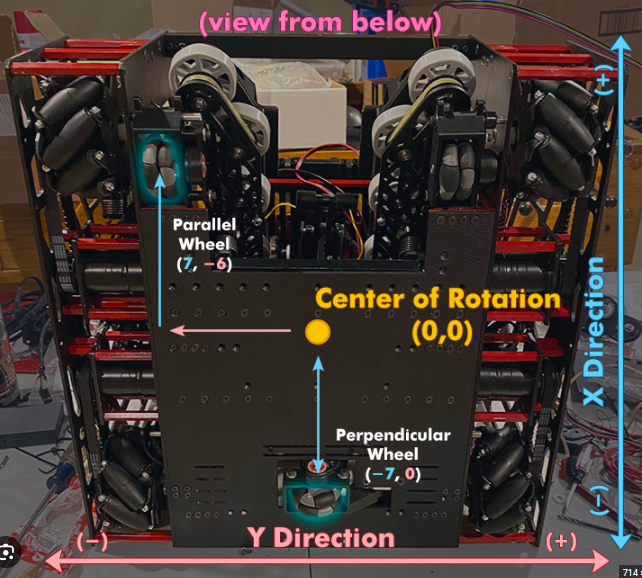 (view from below)
(+)
Parallel
Wheel
(7, −6)
Center of Rotation
(0,0)
X Direction
Perpendicular
Wheel
(−7, 0)
(−)
(−)
Y Direction
(+)
714